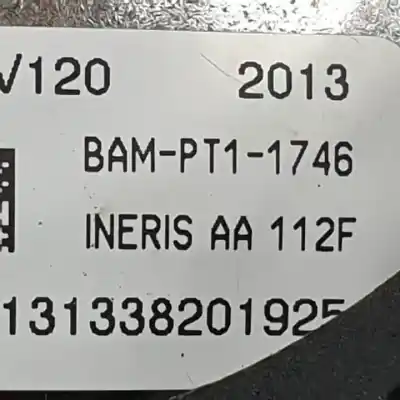 V120 2013
BAM-PT1-1746
INERIS AA 112F
131338201925